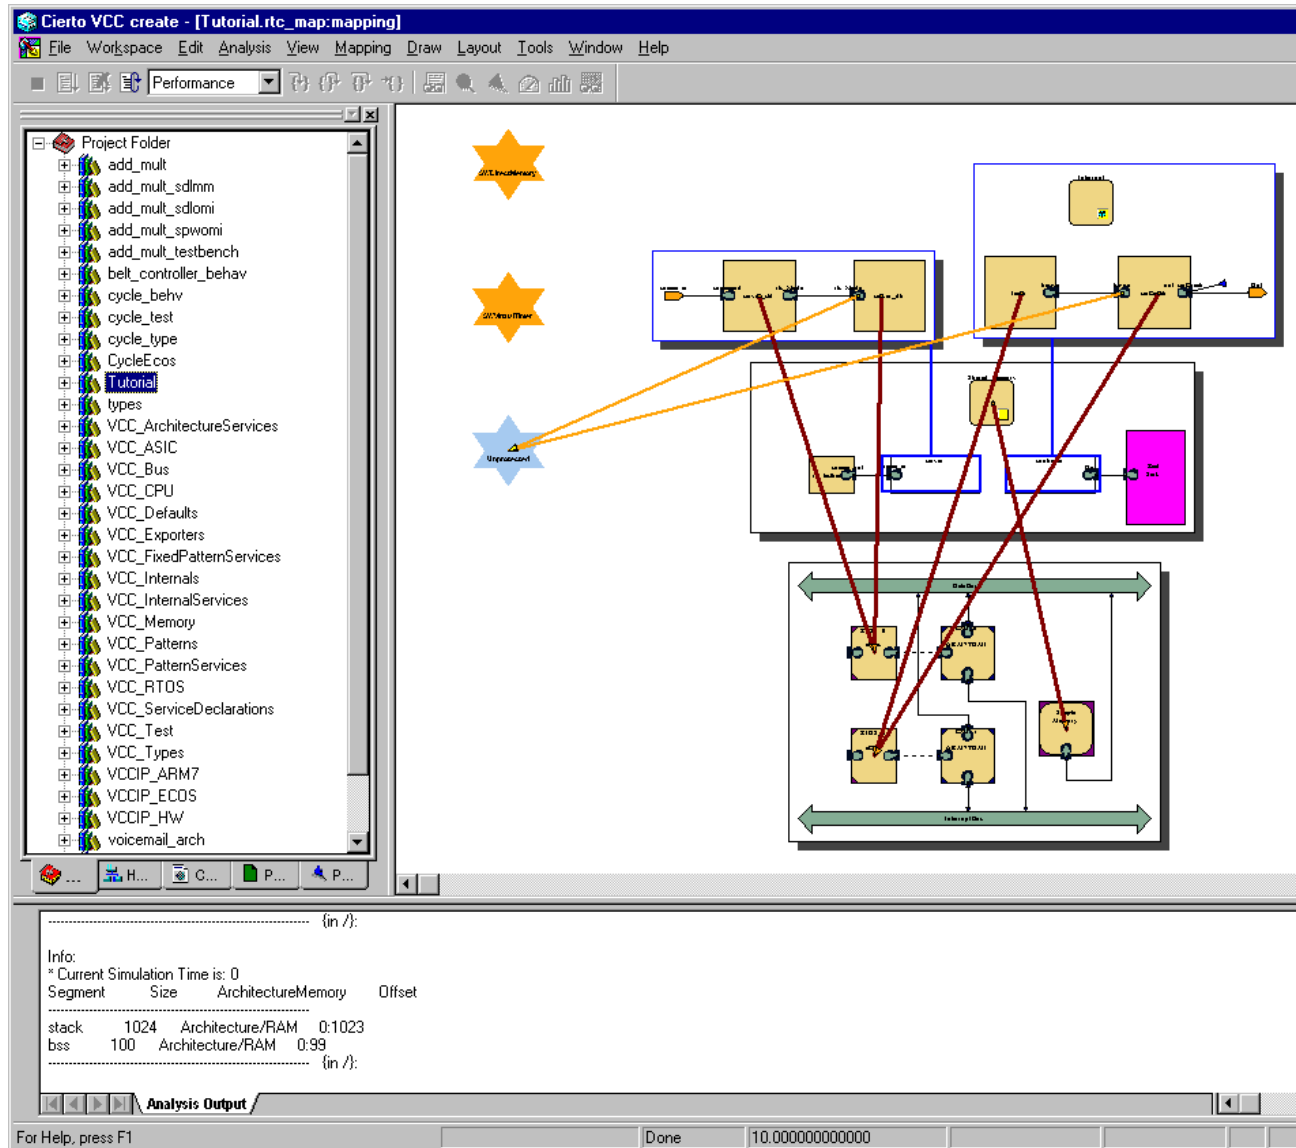 Cierto VCC create - [Tutorial.rtc_map:mapping]
File Workspace Edit Analysis View Mapping Draw Layout Tools Window Help
Performance
Project Folder
add_mult
add_mult_sdlmm
add_mult_sdlomi
add_mult_spwomi
add_mult_testbench
belt_controller_behav
cycle_behv
cycle_test
cycle_type
CycleEcos
Tutorial
types
VCC_ArchitectureServices
VCC_ASIC
VCC_Bus
VCC_CPU
VCC_Defaults
VCC_Exporters
VCC_FixedPatternServices
VCC_Internals
VCC_InternalServices
VCC_Memory
VCC_Patterns
VCC_PatternServices
VCC_RTOS
VCC_ServiceDeclarations
VCC_Test
VCC_Types
VCCIP_ARM7
VCCIP_ECOS
VCCIP_HW
voicemail_arch
... H... C... P... P...
Unprotected
{in /}:
Info:
* Current Simulation Time is: 0
Segment Size ArchitectureMemory Offset
stack 1024 Architecture/RAM 0:1023
bss 100 Architecture/RAM 0:99
{in /}:
Analysis Output
For Help, press F1 Done 10.000000000000